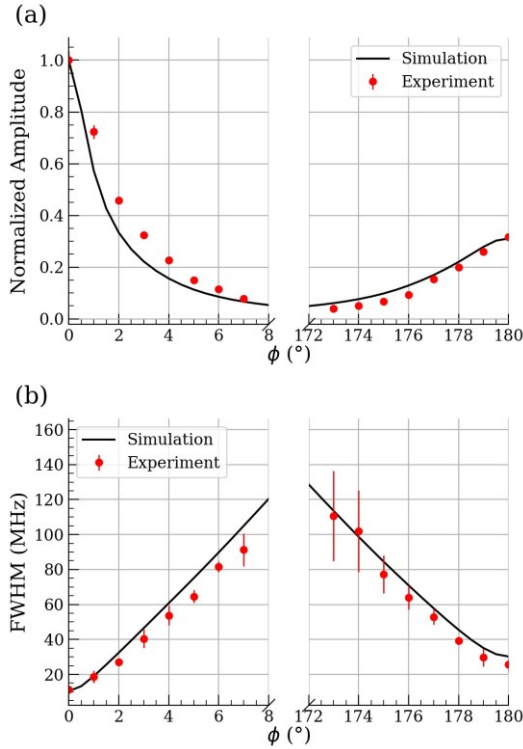 (a)
Normalized Amplitude
1.0
0.8
0.6
0.4
0.2
0.0
Simulation
Experiment
0 2 4 6 8 172 174 176 178 180
ϕ (°)
(b)
FWHM (MHz)
160
140
120
100
80
60
40
20
Simulation
Experiment
0 2 4 6 8 172 174 176 178 180
ϕ (°)